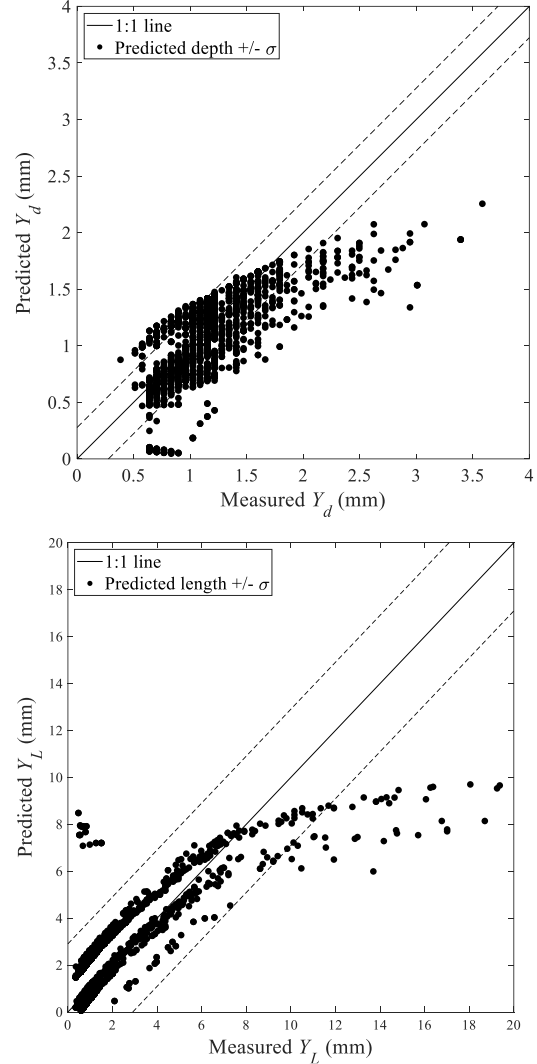 4
3.5
3
2.5
2
1.5
1
0.5
0
1:1 line
Predicted depth +/- σ
Predicted Y_d (mm)
0 0.5 1 1.5 2 2.5 3 3.5 4
Measured Y_d (mm)
20
18
16
14
12
10
8
6
4
2
0
1:1 line
Predicted length +/- σ
Predicted Y_L (mm)
0 2 4 6 8 10 12 14 16 18 20
Measured Y_L (mm)